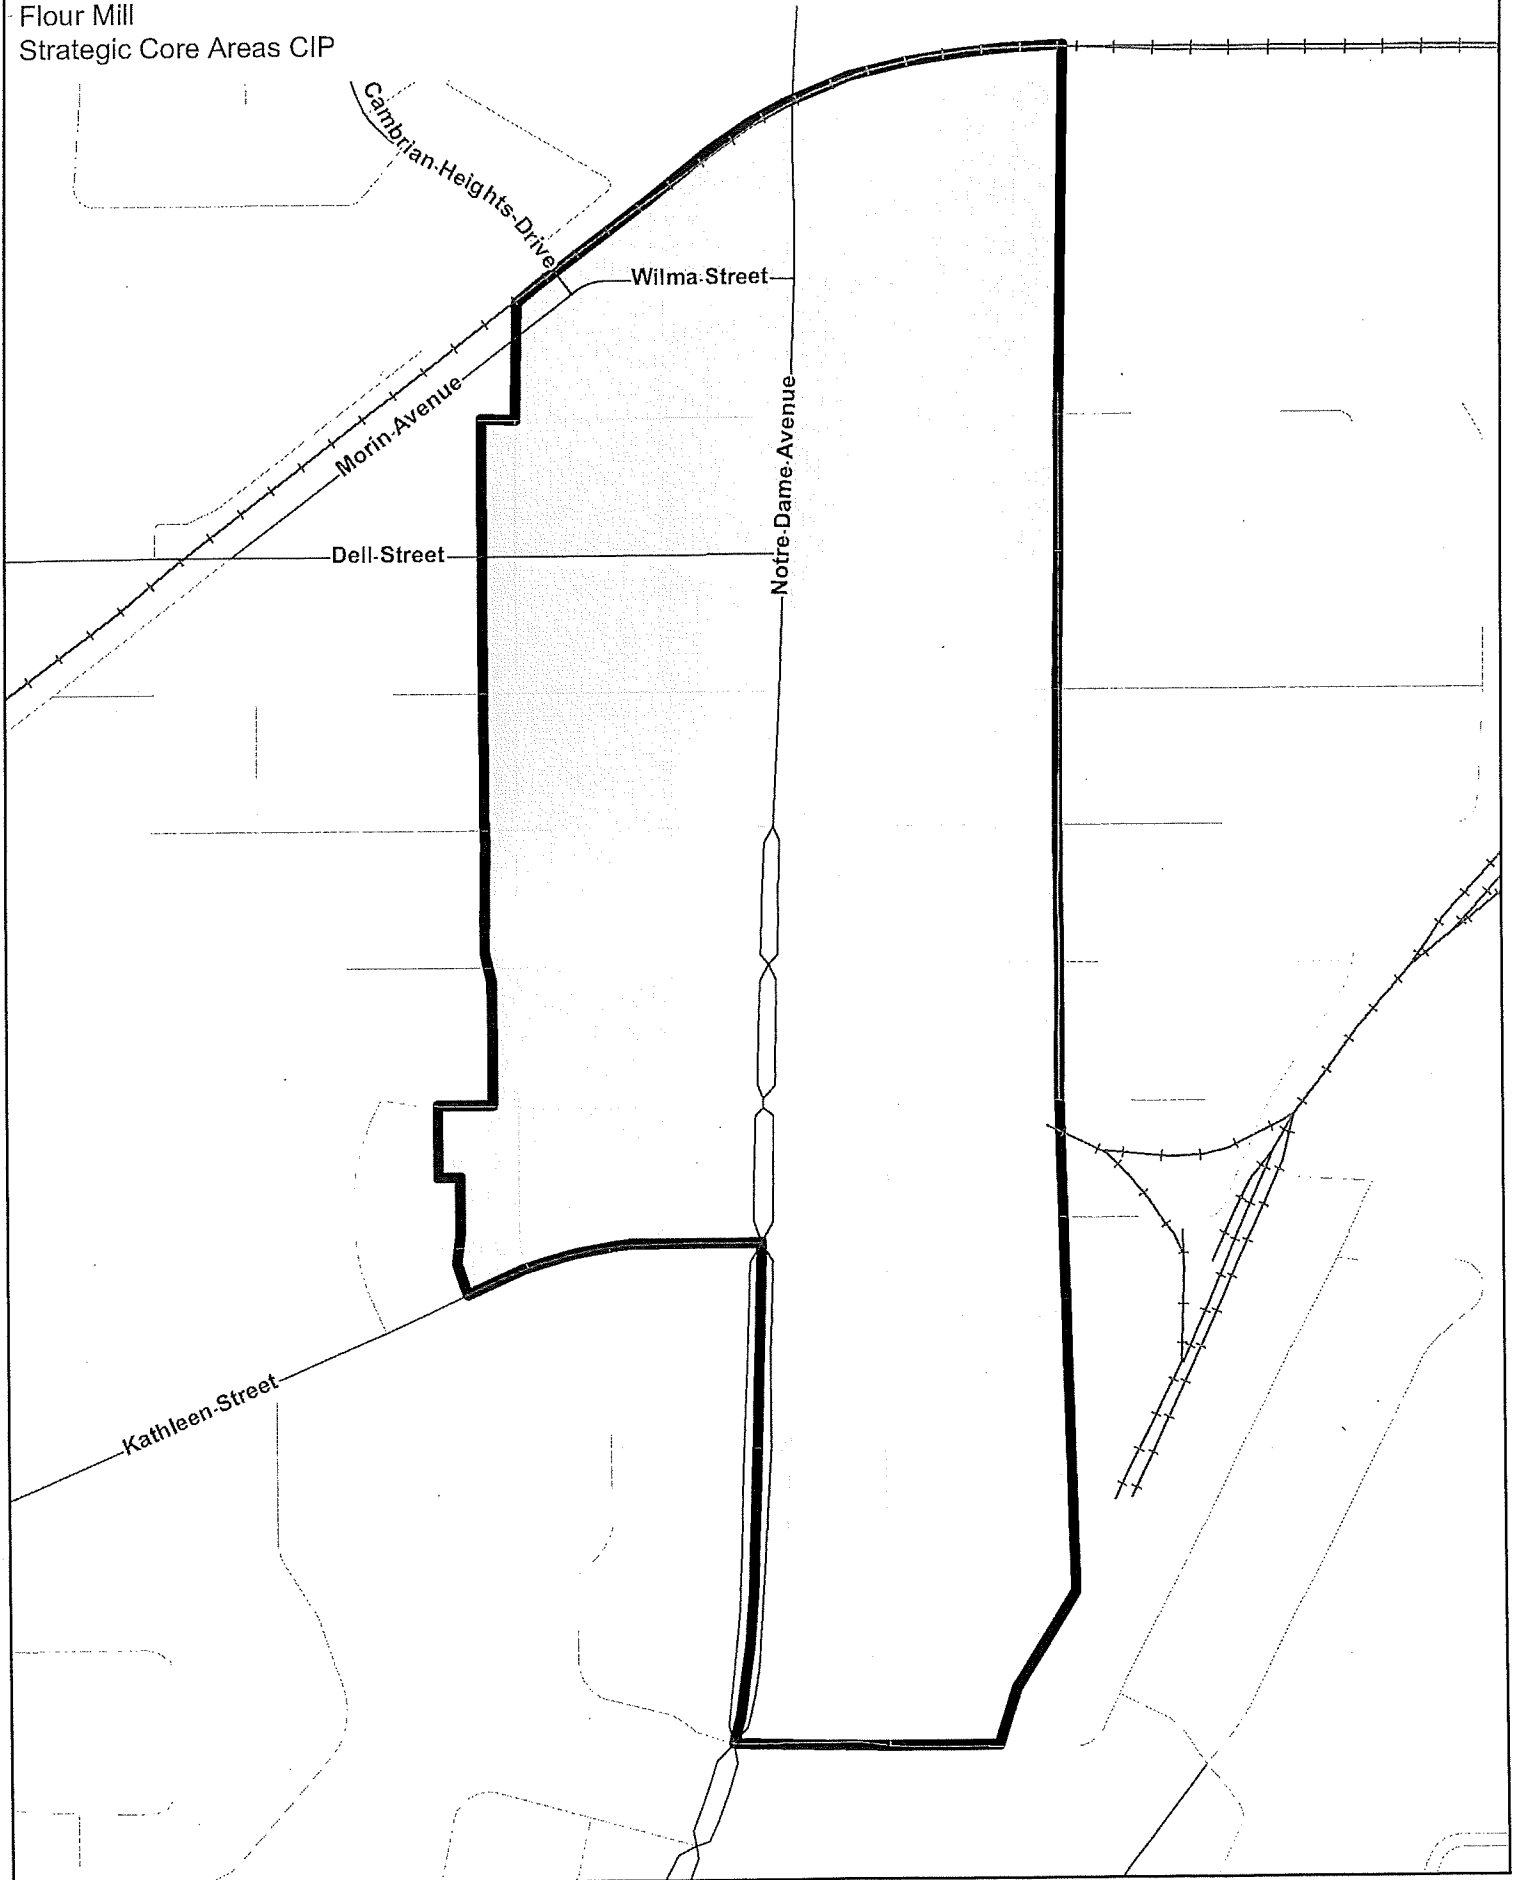 Flour Mill
Strategic Core Areas CIP
Cambrian-Heights-Drive
Wilma-Street
Morin-Avenue
Notre-Dame-Avenue
Dell-Street
Kathleen-Street